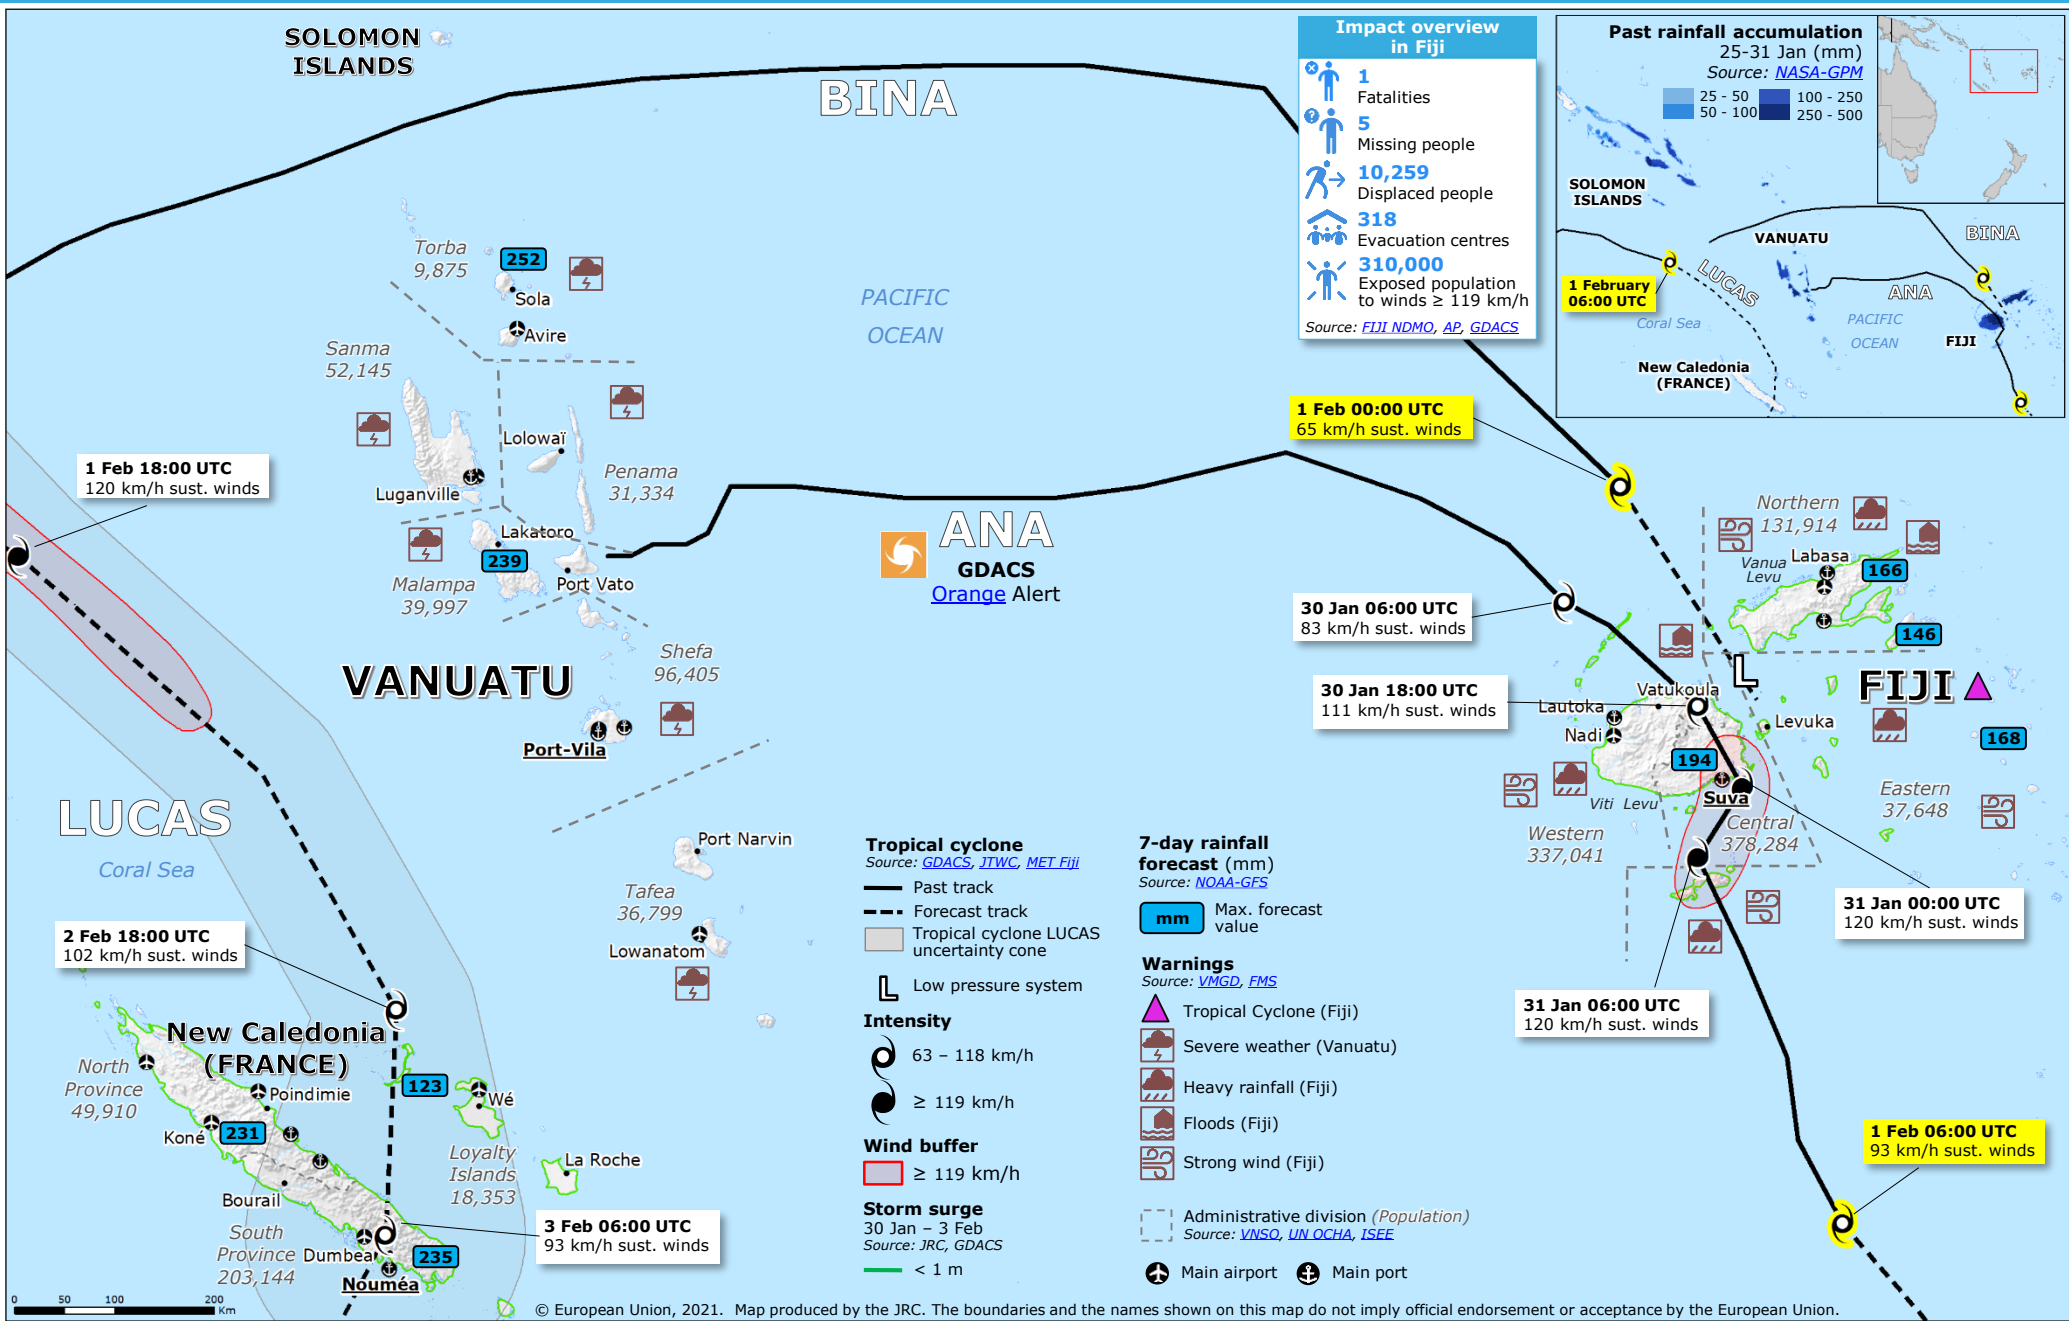 SOLOMON
ISLANDS
BINA
Impact overview
in Fiji
1
Fatalities
5
Missing people
10,259
Displaced people
318
Evacuation centres
310,000
Exposed population
to winds ≥ 119 km/h
Source: FIJI NDMO, AP, GDACS
Past rainfall accumulation
25-31 Jan (mm)
Source: NASA-GPM
25 - 50
50 - 100
100 - 250
250 - 500
SOLOMON
ISLANDS
VANUATU
BINA
LUCAS
1 February
06:00 UTC
Coral Sea
ANA
PACIFIC
OCEAN
FIJI
New Caledonia
(FRANCE)
Torba
9,875
252
Sola
Avire
PACIFIC
OCEAN
Sanma
52,145
Lolowaï
Penama
31,334
Luganville
1 Feb 18:00 UTC
120 km/h sust. winds
1 Feb 00:00 UTC
65 km/h sust. winds
Lakatoro
239
Port Vato
Malampa
39,997
ANA
GDACS
Orange Alert
Northern
131,914
Vanua
Levu
Labasa
166
146
30 Jan 06:00 UTC
83 km/h sust. winds
Shefa
96,405
VANUATU
Port-Vila
L
FIJI
30 Jan 18:00 UTC
111 km/h sust. winds
Vatukoula
Lautoka
Nadi
Levuka
168
194
Suva
Viti Levu
Western
337,041
Central
378,284
Eastern
37,648
LUCAS
Coral Sea
Port Narvin
Tafea
36,799
Lowanatom
31 Jan 00:00 UTC
120 km/h sust. winds
31 Jan 06:00 UTC
120 km/h sust. winds
2 Feb 18:00 UTC
102 km/h sust. winds
New Caledonia
(FRANCE)
North
Province
49,910
Poindimie
Koné
231
123
Wé
Loyalty
Islands
18,353
La Roche
Bourail
South
Province
203,144
Dumbea
Nouméa
235
3 Feb 06:00 UTC
93 km/h sust. winds
1 Feb 06:00 UTC
93 km/h sust. winds
Tropical cyclone
Source: GDACS, JTWC, MET Fiji
Past track
Forecast track
Tropical cyclone LUCAS
uncertainty cone
L Low pressure system
Intensity
63 – 118 km/h
≥ 119 km/h
Wind buffer
≥ 119 km/h
Storm surge
30 Jan – 3 Feb
Source: JRC, GDACS
< 1 m
7-day rainfall
forecast (mm)
Source: NOAA-GFS
mm
Max. forecast
value
Warnings
Source: VMGD, FMS
Tropical Cyclone (Fiji)
Severe weather (Vanuatu)
Heavy rainfall (Fiji)
Floods (Fiji)
Strong wind (Fiji)
Administrative division (Population)
Source: VNSO, UN OCHA, ISEE
Main airport
Main port
0 50 100 200
Km
© European Union, 2021. Map produced by the JRC. The boundaries and the names shown on this map do not imply official endorsement or acceptance by the European Union.